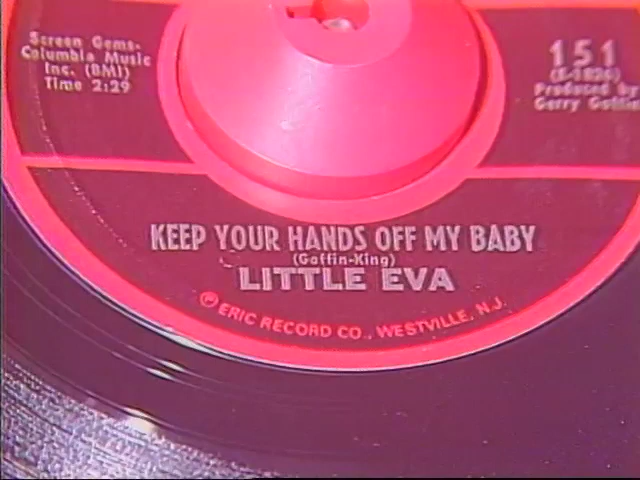 Screen Gems-
Columbia Music
Inc. (BMI)
Time 2:29
151
Produced by
Gerry Goffin
KEEP YOUR HANDS OFF MY BABY
(Goffin-King)
LITTLE EVA
Ⓟ ERIC RECORD CO., WESTVILLE, N.J.